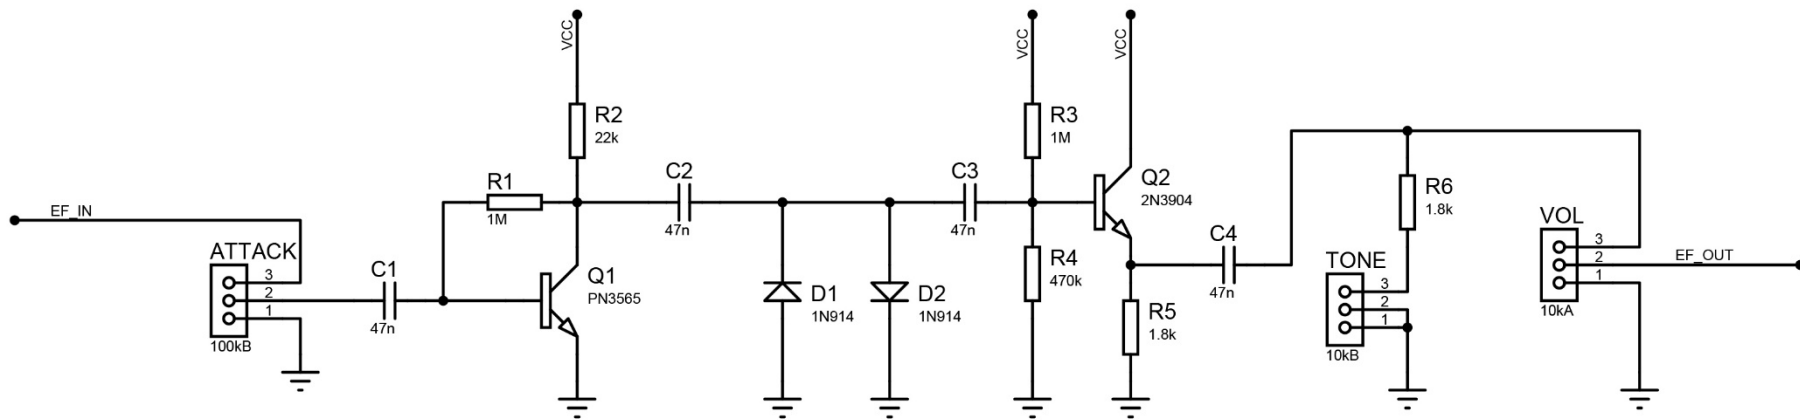 EF_IN
ATTACK
3
2
1
100kB
C1
47n
R1
1M
VCC
R2
22k
Q1
PN3565
C2
47n
D1
1N914
D2
1N914
C3
47n
VCC
R3
1M
R4
470k
VCC
Q2
2N3904
R5
1.8k
C4
47n
R6
1.8k
TONE
3
2
1
10kB
VOL
3
2
1
10kA
EF_OUT